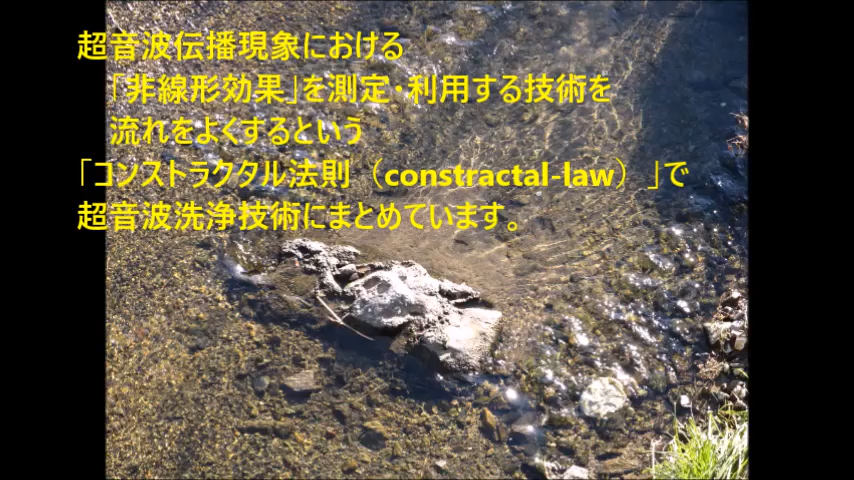 超音波伝播現象における
「非線形効果」を測定・利用する技術を
流れをよくするという
「コンストラクタル法則（constractal-law）」で
超音波洗浄技術にまとめています。